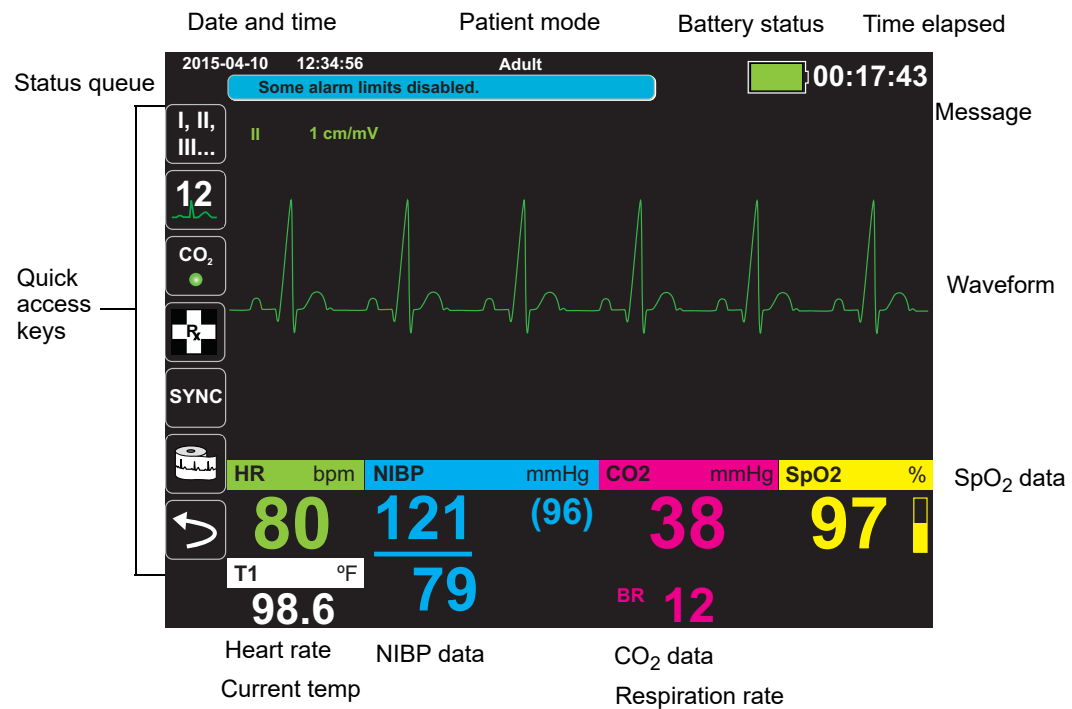 Date and time Patient mode Battery status Time elapsed
2015-04-10 12:34:56 Adult 00:17:43
Status queue
Some alarm limits disabled.
Message
I, II,
III...
II 1 cm/mV
12
CO₂
Quick
access
keys
Waveform
Rx
SYNC
HR bpm NIBP mmHg CO2 mmHg SpO2 %
SpO₂ data
80 121 (96) 38 97
T1 ºF
79
98.6
BR 12
Heart rate NIBP data CO₂ data
Current temp Respiration rate